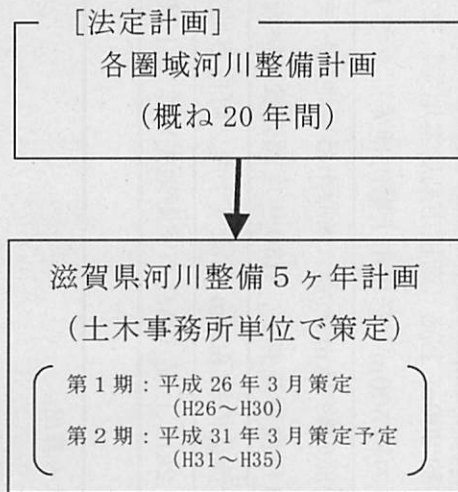 ［法定計画］
各圏域河川整備計画
（概ね 20 年間）
滋賀県河川整備５ヶ年計画
（土木事務所単位で策定）
第１期：平成 26 年 3 月策定
(H26～H30)
第２期：平成 31 年 3 月策定予定
(H31～H35)